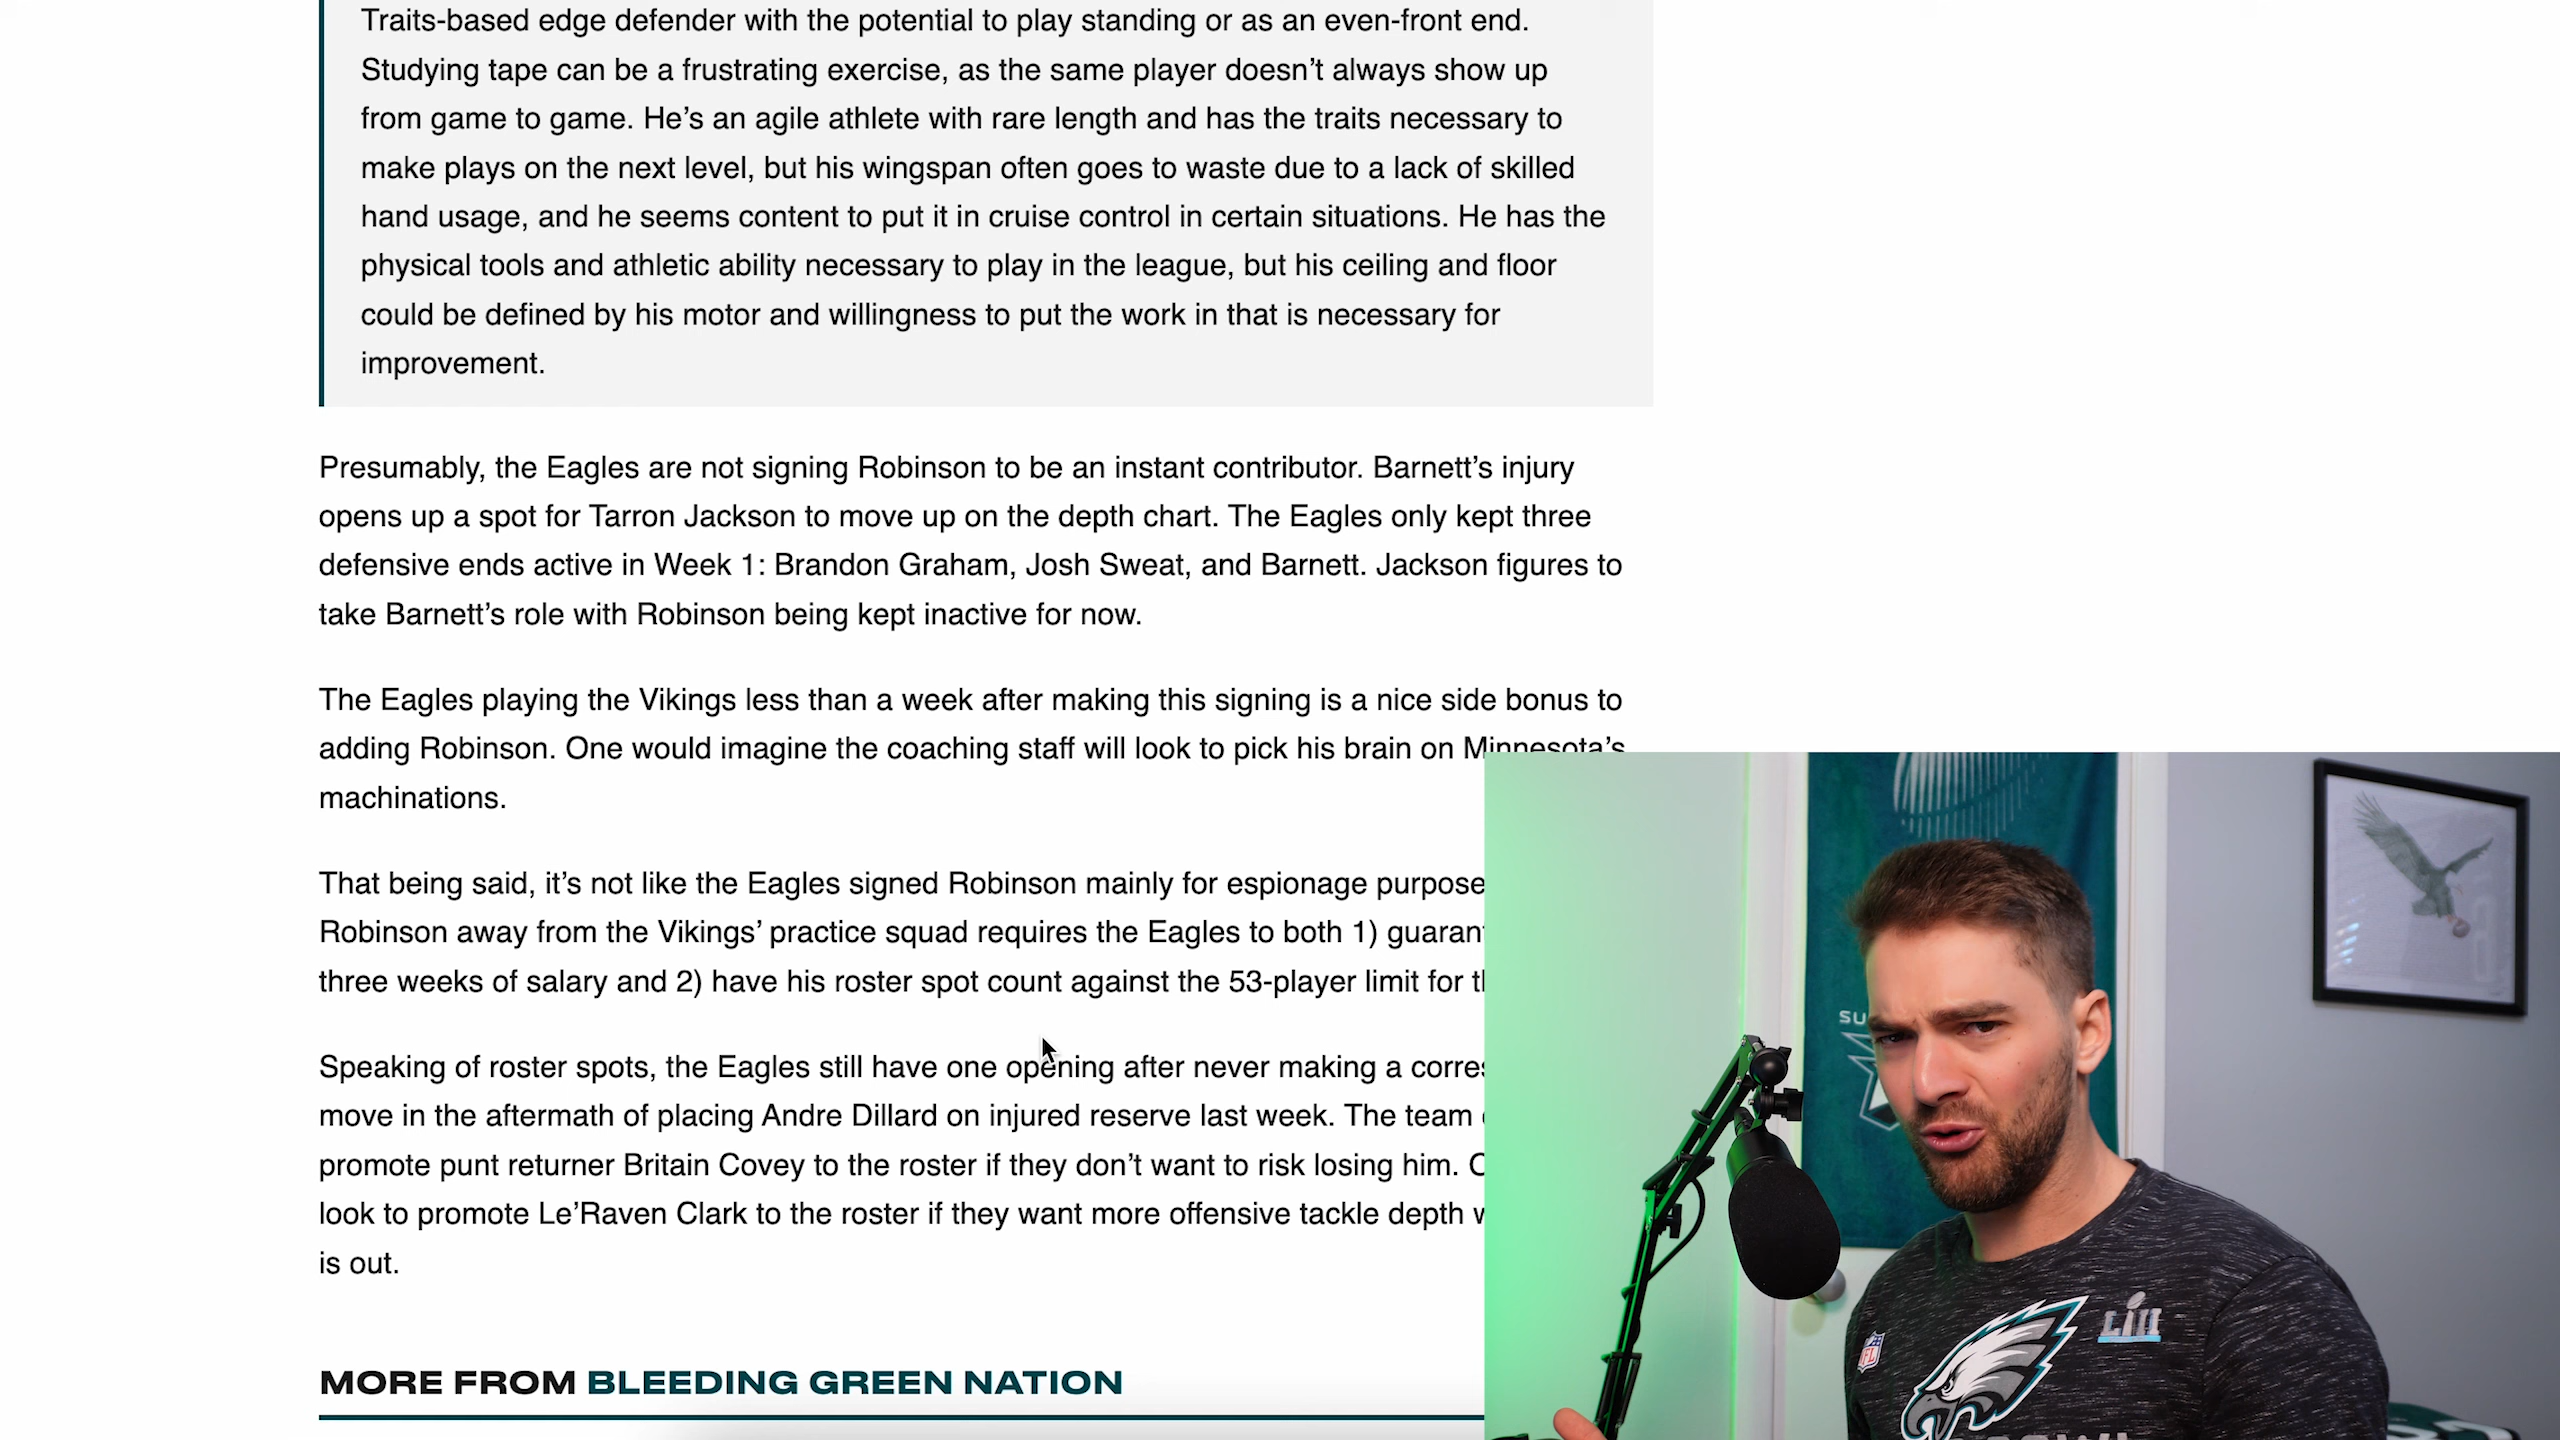 Traits-based edge defender with the potential to play standing or as an even-front end.
Studying tape can be a frustrating exercise, as the same player doesn’t always show up
from game to game. He’s an agile athlete with rare length and has the traits necessary to
make plays on the next level, but his wingspan often goes to waste due to a lack of skilled
hand usage, and he seems content to put it in cruise control in certain situations. He has the
physical tools and athletic ability necessary to play in the league, but his ceiling and floor
could be defined by his motor and willingness to put the work in that is necessary for
improvement.
Presumably, the Eagles are not signing Robinson to be an instant contributor. Barnett’s injury
opens up a spot for Tarron Jackson to move up on the depth chart. The Eagles only kept three
defensive ends active in Week 1: Brandon Graham, Josh Sweat, and Barnett. Jackson figures to
take Barnett’s role with Robinson being kept inactive for now.
The Eagles playing the Vikings less than a week after making this signing is a nice side bonus to
adding Robinson. One would imagine the coaching staff will look to pick his brain on Minnesota’s
machinations.
That being said, it’s not like the Eagles signed Robinson mainly for espionage purpose
Robinson away from the Vikings’ practice squad requires the Eagles to both 1) guaran
three weeks of salary and 2) have his roster spot count against the 53-player limit for
Speaking of roster spots, the Eagles still have one opening after never making a corre
move in the aftermath of placing Andre Dillard on injured reserve last week. The team
promote punt returner Britain Covey to the roster if they don’t want to risk losing him.
look to promote Le’Raven Clark to the roster if they want more offensive tackle depth
is out.
MORE FROM BLEEDING GREEN NATION
SU
NFL
LII